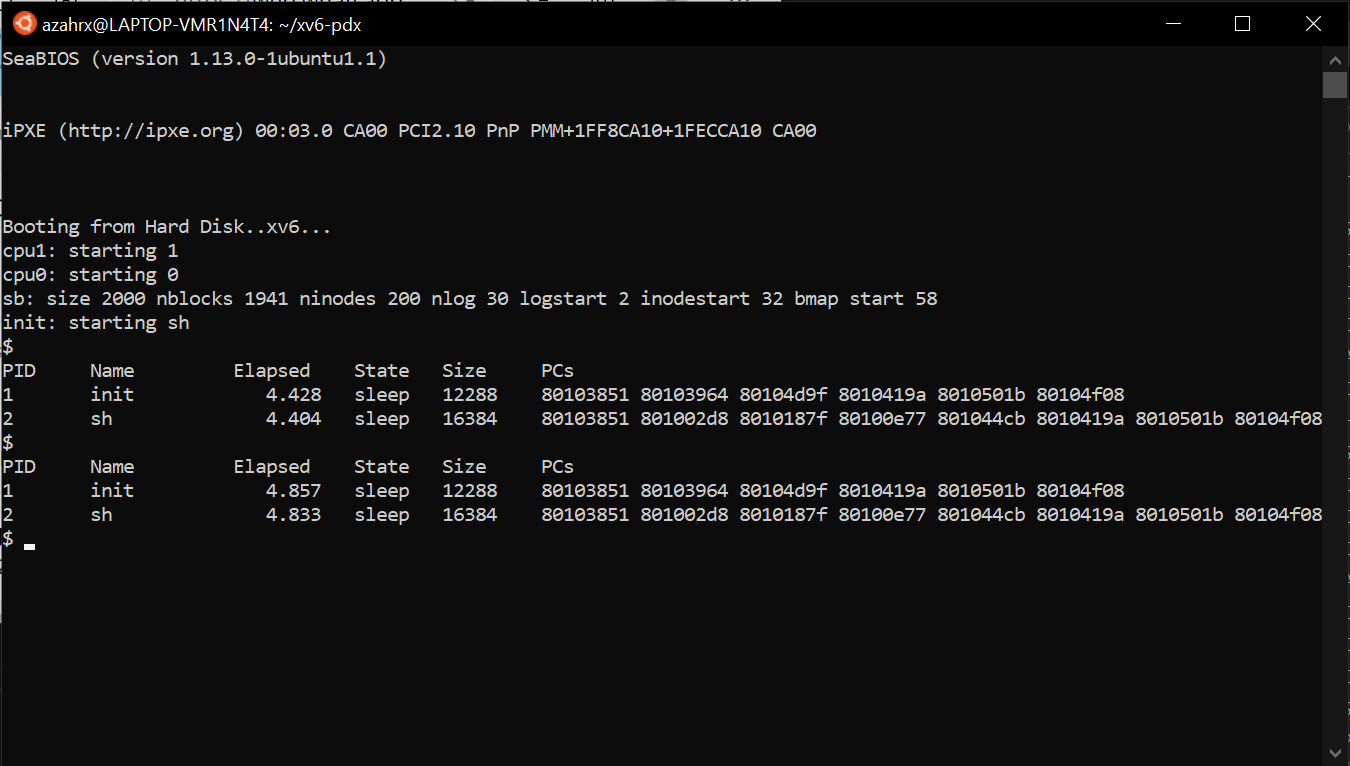 azahrx@LAPTOP-VMR1N4T4: ~/xv6-pdx
SeaBIOS (version 1.13.0-1ubuntu1.1)
iPXE (http://ipxe.org) 00:03.0 CA00 PCI2.10 PnP PMM+1FF8CA10+1FECCA10 CA00
Booting from Hard Disk..xv6...
cpu1: starting 1
cpu0: starting 0
sb: size 2000 nblocks 1941 ninodes 200 nlog 30 logstart 2 inodestart 32 bmap start 58
init: starting sh
$
PID Name Elapsed State Size PCs
1 init 4.428 sleep 12288 80103851 80103964 80104d9f 8010419a 8010501b 80104f08
2 sh 4.404 sleep 16384 80103851 801002d8 8010187f 80100e77 801044cb 8010419a 8010501b 80104f08
$
PID Name Elapsed State Size PCs
1 init 4.857 sleep 12288 80103851 80103964 80104d9f 8010419a 8010501b 80104f08
2 sh 4.833 sleep 16384 80103851 801002d8 8010187f 80100e77 801044cb 8010419a 8010501b 80104f08
$